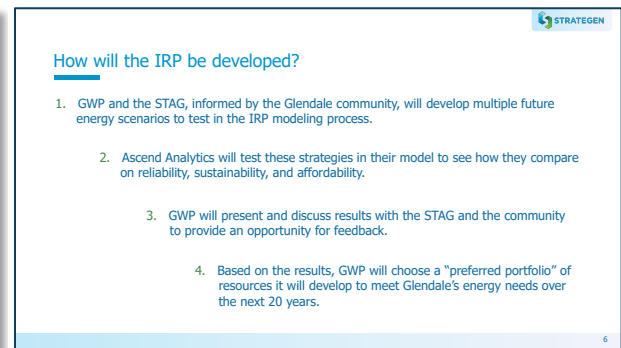 STRATEGEN
How will the IRP be developed?
1. GWP and the STAG, informed by the Glendale community, will develop multiple future
energy scenarios to test in the IRP modeling process.
2. Ascend Analytics will test these strategies in their model to see how they compare
on reliability, sustainability, and affordability.
3. GWP will present and discuss results with the STAG and the community
to provide an opportunity for feedback.
4. Based on the results, GWP will choose a “preferred portfolio” of
resources it will develop to meet Glendale’s energy needs over
the next 20 years.
6